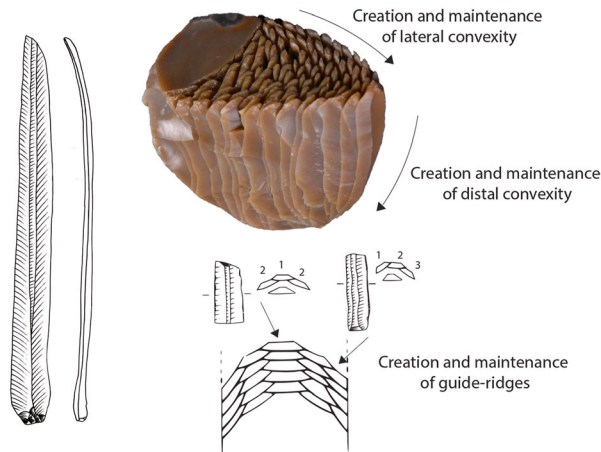 Creation and maintenance
of lateral convexity
Creation and maintenance
of distal convexity
2 1 2
1 2 3
Creation and maintenance
of guide-ridges